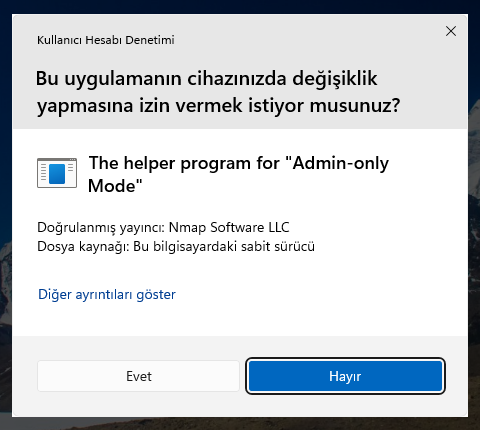 Kullanıcı Hesabı Denetimi
Bu uygulamanın cihazınızda değişiklik
yapmasına izin vermek istiyor musunuz?
The helper program for "Admin-only
Mode"
Doğrulanmış yayıncı: Nmap Software LLC
Dosya kaynağı: Bu bilgisayardaki sabit sürücü
Diğer ayrıntıları göster
Evet
Hayır